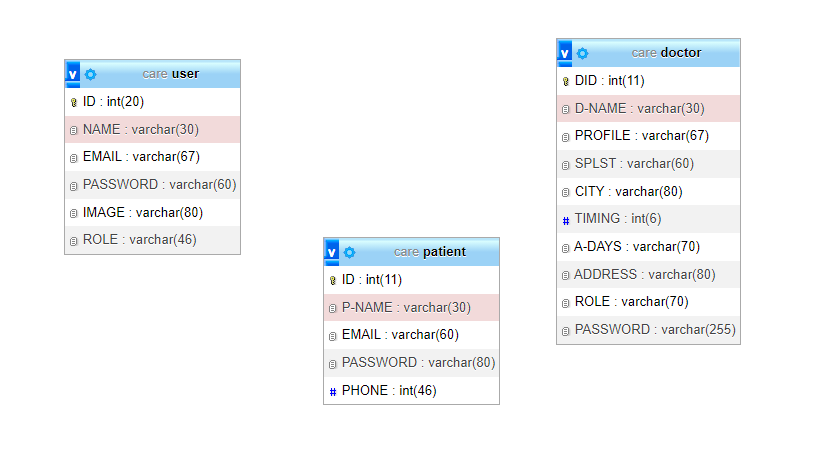 v care user
ID : int(20)
NAME : varchar(30)
EMAIL : varchar(67)
PASSWORD : varchar(60)
IMAGE : varchar(80)
ROLE : varchar(46)
v care patient
ID : int(11)
P-NAME : varchar(30)
EMAIL : varchar(60)
PASSWORD : varchar(80)
# PHONE : int(46)
v care doctor
DID : int(11)
D-NAME : varchar(30)
PROFILE : varchar(67)
SPLST : varchar(60)
CITY : varchar(80)
# TIMING : int(6)
A-DAYS : varchar(70)
ADDRESS : varchar(80)
ROLE : varchar(70)
PASSWORD : varchar(255)